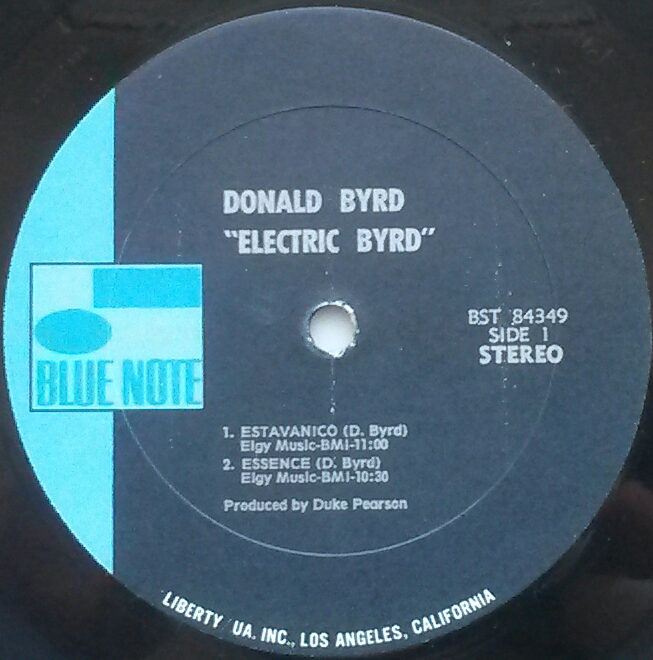 DONALD BYRD
"ELECTRIC BYRD"
BST 84349
SIDE 1
STEREO
BLUE NOTE
1. ESTAVANICO (D. Byrd)
Elgy Music-BMI-11:00
2. ESSENCE (D. Byrd)
Elgy Music-BMI-10:30
Produced by Duke Pearson
LIBERTY UA, INC., LOS ANGELES, CALIFORNIA